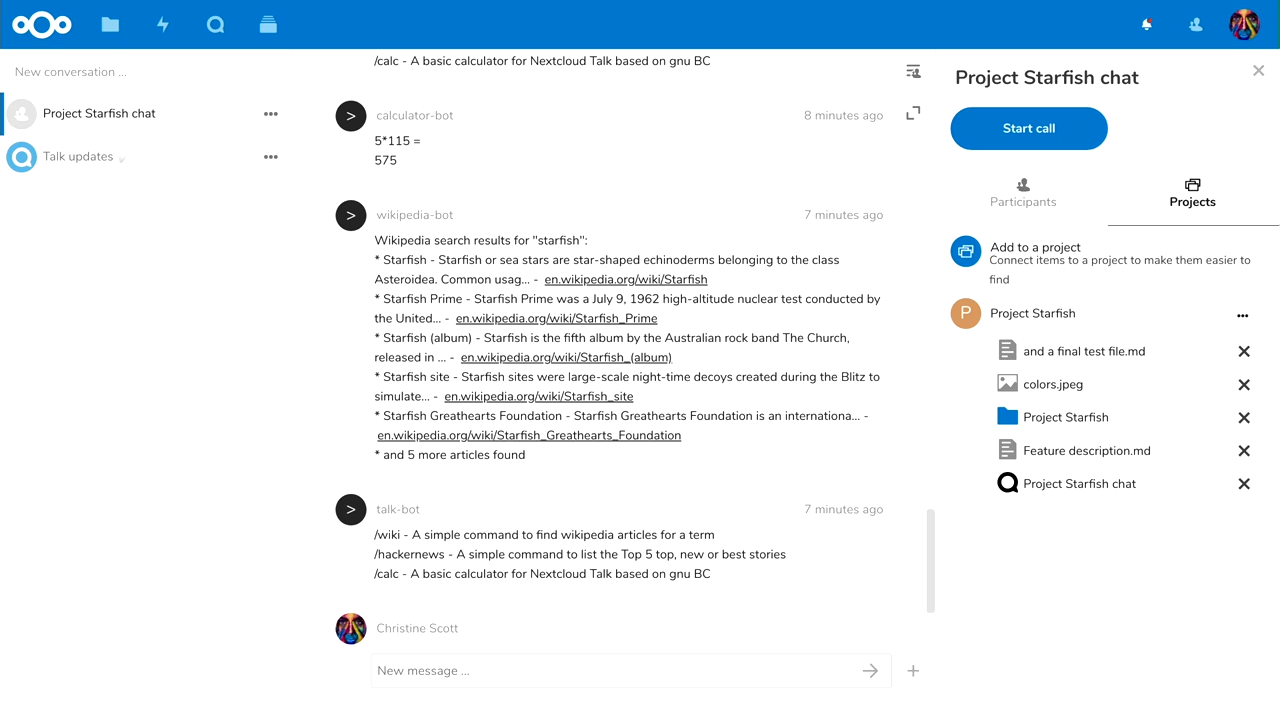 New conversation ...
Project Starfish chat
Talk updates
/calc - A basic calculator for Nextcloud Talk based on gnu BC
> calculator-bot 8 minutes ago
5*115 =
575
> wikipedia-bot 7 minutes ago
Wikipedia search results for "starfish":
* Starfish - Starfish or sea stars are star-shaped echinoderms belonging to the class
Asteroidea. Common usag... - en.wikipedia.org/wiki/Starfish
* Starfish Prime - Starfish Prime was a July 9, 1962 high-altitude nuclear test conducted by
the United... - en.wikipedia.org/wiki/Starfish_Prime
* Starfish (album) - Starfish is the fifth album by the Australian rock band The Church,
released in ... - en.wikipedia.org/wiki/Starfish_(album)
* Starfish site - Starfish sites were large-scale night-time decoys created during the Blitz to
simulate... - en.wikipedia.org/wiki/Starfish_site
* Starfish Greathearts Foundation - Starfish Greathearts Foundation is an internationa... -
en.wikipedia.org/wiki/Starfish_Greathearts_Foundation
* and 5 more articles found
> talk-bot 7 minutes ago
/wiki - A simple command to find wikipedia articles for a term
/hackernews - A simple command to list the Top 5 top, new or best stories
/calc - A basic calculator for Nextcloud Talk based on gnu BC
Christine Scott
New message ...
Project Starfish chat
Start call
Participants Projects
Add to a project
Connect items to a project to make them easier to
find
P Project Starfish
and a final test file.md
colors.jpeg
Project Starfish
Feature description.md
Project Starfish chat